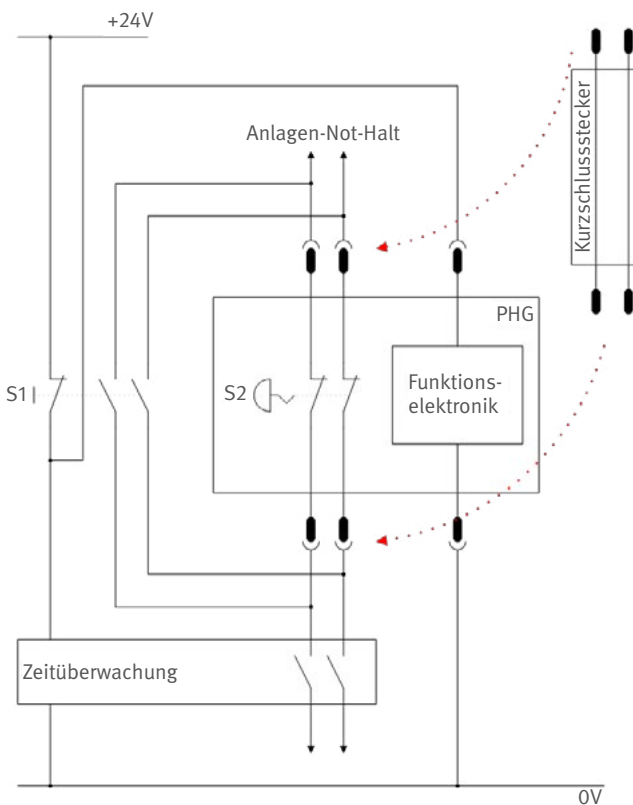 +24V
Anlagen-Not-Halt
Kurzschlussstecker
PHG
S1
S2
Funktions-
elektronik
Zeitüberwachung
0V